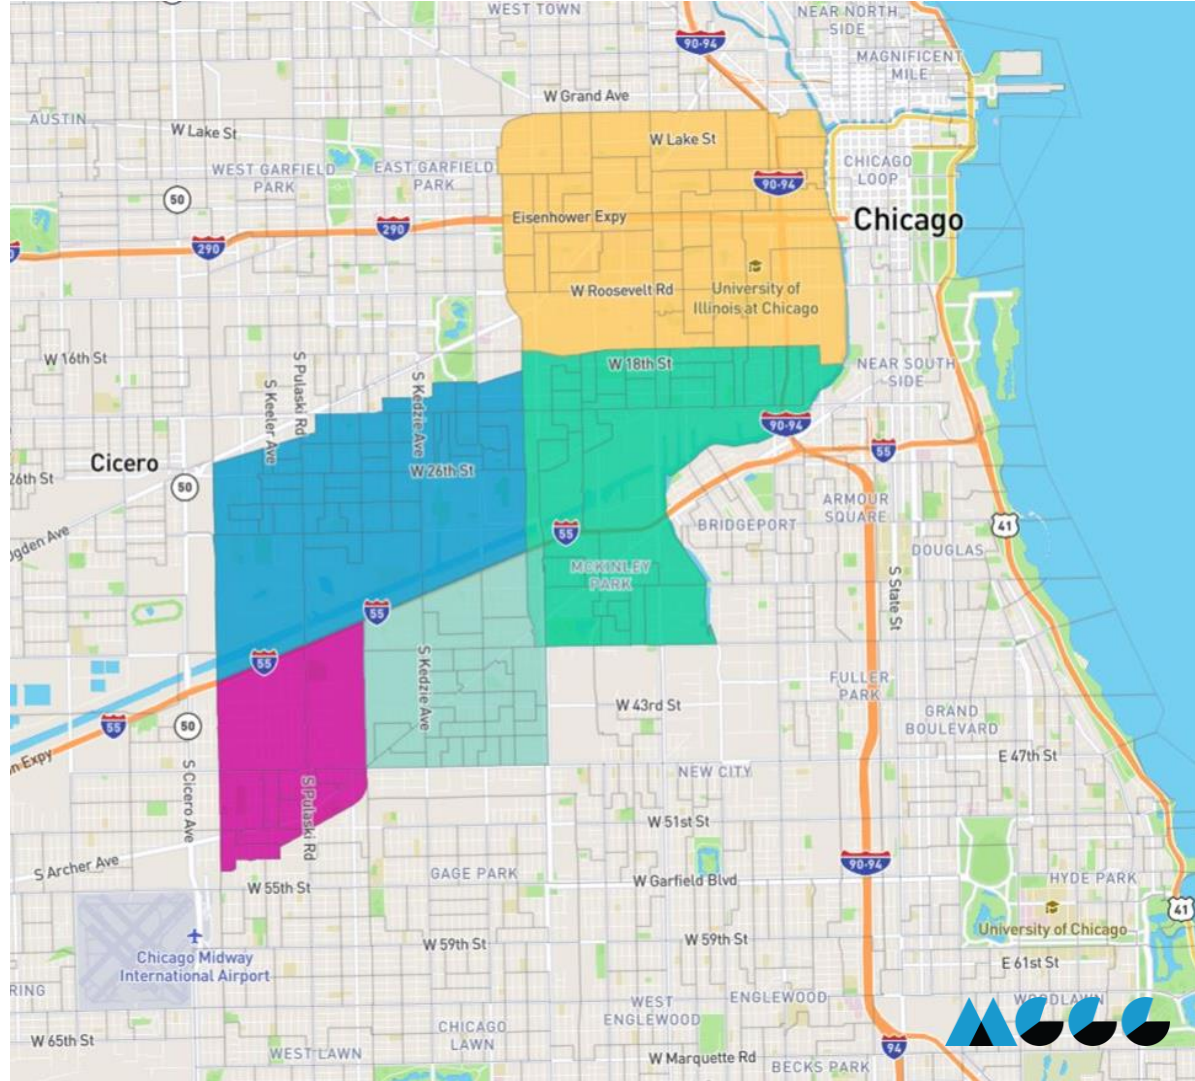 WEST TOWN
NEAR NORTH
SIDE
90-94
MAGNIFICENT
MILE
W Grand Ave
AUSTIN
W Lake St
W Lake St
WEST GARFIELD
PARK
EAST GARFIELD
PARK
CHICAGO
LOOP
90-94
50
Eisenhower Expy
Chicago
290
290
University of
Illinois at Chicago
W Roosevelt Rd
W 16th St
S Pulaski Rd
S Keeler Ave
S Kedzie Ave
W 18th St
NEAR SOUTH
SIDE
90-94
55
Cicero
W 26th St
26th St
50
ARMOUR
SQUARE
BRIDGEPORT
41
Ogden Ave
55
DOUGLAS
MCKINLEY
PARK
S State St
55
55
S Kedzie Ave
FULLER
PARK
W 43rd St
GRAND
BOULEVARD
55
50
n Expy
E 47th St
NEW CITY
S Cicero Ave
S Pulaski Rd
W 51st St
S Archer Ave
90-94
GAGE PARK
W Garfield Blvd
HYDE PARK
W 55th St
41
University of Chicago
W 59th St
W 59th St
Chicago Midway
International Airport
E 61st St
RING
WEST
ENGLEWOOD
ENGLEWOOD
WOODLAWN
MCCC
CHICAGO
LAWN
W 65th St
WEST LAWN
W Marquette Rd
94
BECKS PARK